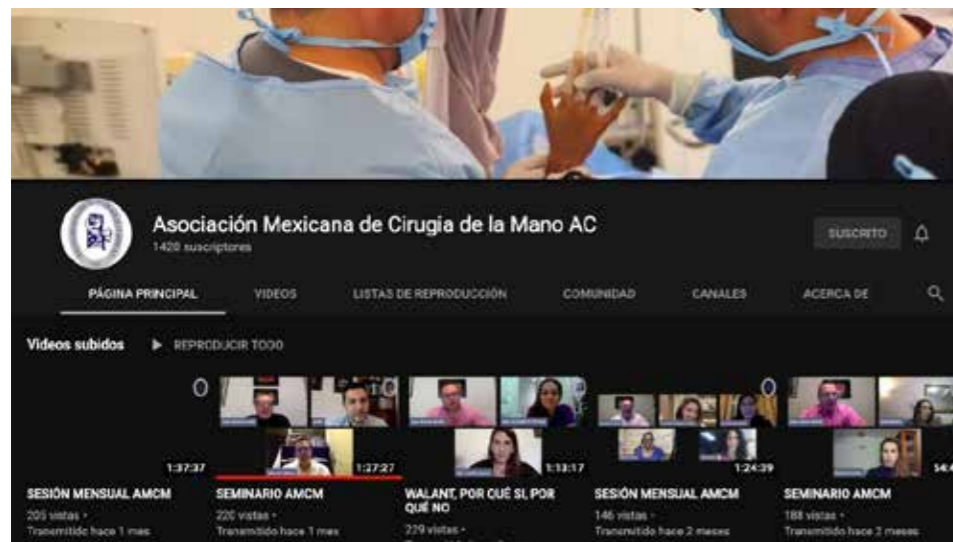 Asociación Mexicana de Cirugia de la Mano AC
1420 suscriptores
SUSCRITO
PÁGINA PRINCIPAL VIDEOS LISTAS DE REPRODUCCIÓN COMUNIDAD CANALES ACERCA DE
Videos subidos REPRODUCIR TODO
1:37:37 1:27:27 1:13:17 1:24:39
SESIÓN MENSUAL AMCM
205 vistas •
Transmitido hace 1 mes
SEMINARIO AMCM
220 vistas •
Transmitido hace 1 mes
WALANT, POR QUÉ SI, POR
QUÉ NO
229 vistas •
SESIÓN MENSUAL AMCM
146 vistas •
Transmitido hace 2 meses
SEMINARIO AMCM
188 vistas •
Transmitido hace 2 meses